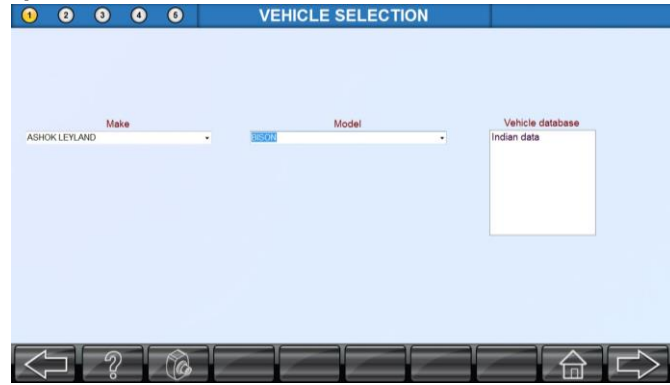 1 2 3 4 5 VEHICLE SELECTION
Make Model Vehicle database
ASHOK LEYLAND BISON Indian data
?